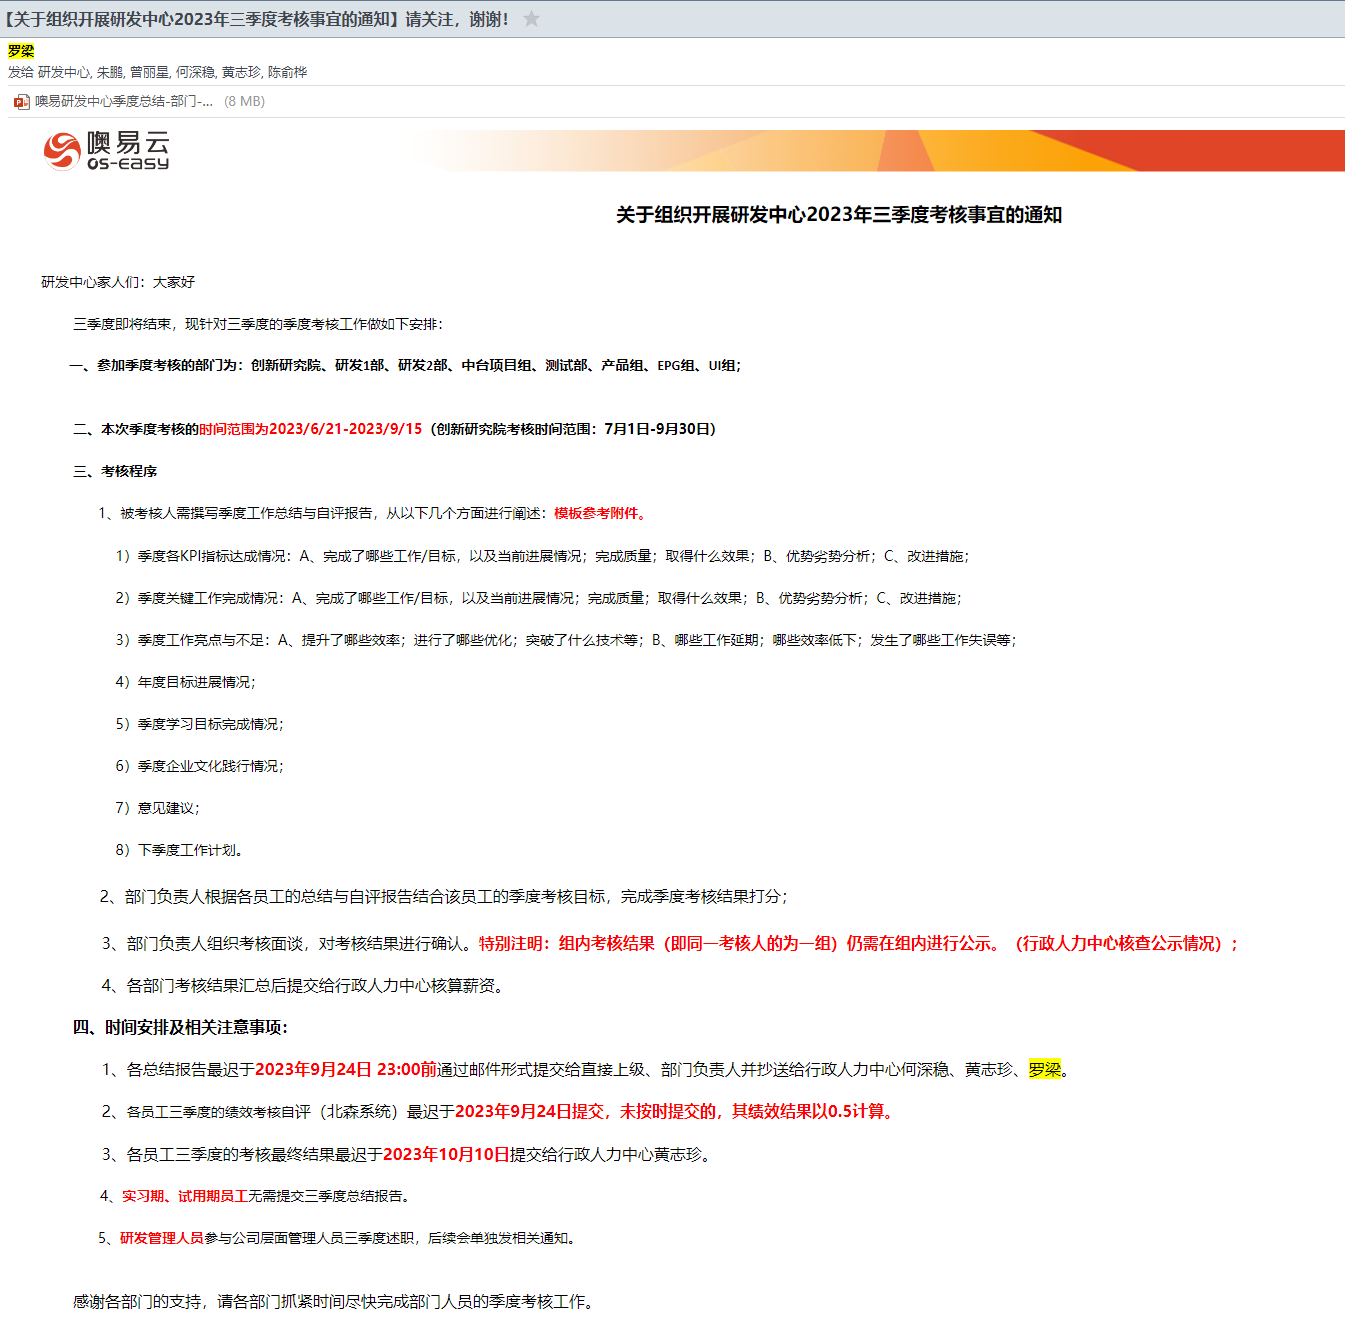 【关于组织开展研发中心2023年三季度考核事宜的通知】请关注，谢谢！
罗梁
发给 研发中心, 朱鹏, 曾丽星, 何深稳, 黄志珍, 陈俞桦
噢易研发中心季度总结-部门-... (8 MB)
噢易云
os-easy
关于组织开展研发中心2023年三季度考核事宜的通知
研发中心家人们：大家好
三季度即将结束，现针对三季度的季度考核工作做如下安排：
一、参加季度考核的部门为：创新研究院、研发1部、研发2部、中台项目组、测试部、产品组、EPG组、UI组；
二、本次季度考核的时间范围为2023/6/21-2023/9/15（创新研究院考核时间范围：7月1日-9月30日）
三、考核程序
1、被考核人需撰写季度工作总结与自评报告，从以下几个方面进行阐述：模板参考附件。
1）季度各KPI指标达成情况：A、完成了哪些工作/目标，以及当前进展情况；完成质量；取得什么效果；B、优势劣势分析；C、改进措施；
2）季度关键工作完成情况：A、完成了哪些工作/目标，以及当前进展情况；完成质量；取得什么效果；B、优势劣势分析；C、改进措施；
3）季度工作亮点与不足：A、提升了哪些效率；进行了哪些优化；突破了什么技术等；B、哪些工作延期；哪些效率低下；发生了哪些工作失误等；
4）年度目标进展情况；
5）季度学习目标完成情况；
6）季度企业文化践行情况；
7）意见建议；
8）下季度工作计划。
2、部门负责人根据各员工的总结与自评报告结合该员工的季度考核目标，完成季度考核结果打分；
3、部门负责人组织考核面谈，对考核结果进行确认。特别注明：组内考核结果（即同一考核人的为一组）仍需在组内进行公示。（行政人力中心核查公示情况）；
4、各部门考核结果汇总后提交给行政人力中心核算薪资。
四、时间安排及相关注意事项：
1、各总结报告最迟于2023年9月24日 23:00前通过邮件形式提交给直接上级、部门负责人并抄送给行政人力中心何深稳、黄志珍、罗梁。
2、各员工三季度的绩效考核自评（北森系统）最迟于2023年9月24日提交，未按时提交的，其绩效结果以0.5计算。
3、各员工三季度的考核最终结果最迟于2023年10月10日提交给行政人力中心黄志珍。
4、实习期、试用期员工无需提交三季度总结报告。
5、研发管理人员参与公司层面管理人员三季度述职，后续会单独发相关通知。
感谢各部门的支持，请各部门抓紧时间尽快完成部门人员的季度考核工作。